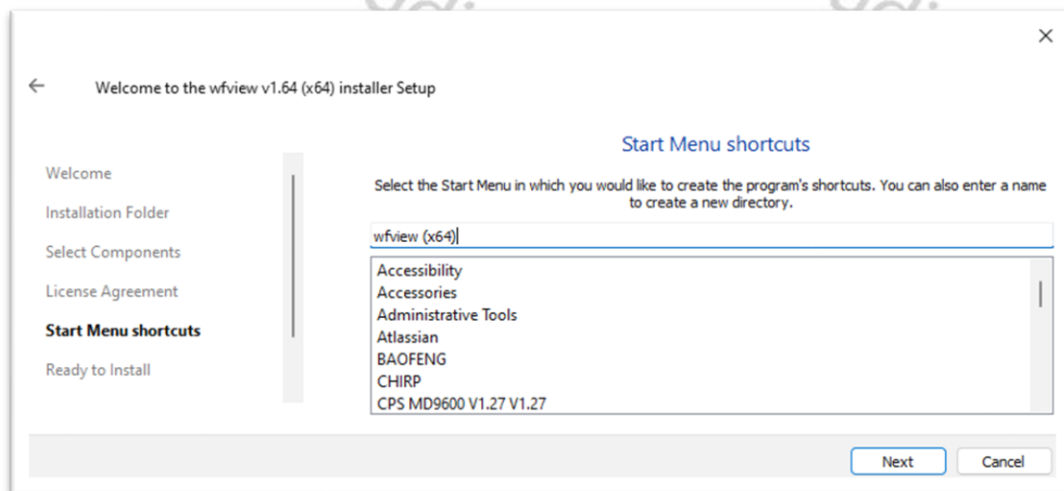 Welcome to the wfview v1.64 (x64) installer Setup
Welcome
Installation Folder
Select Components
License Agreement
Start Menu shortcuts
Ready to Install
Start Menu shortcuts
Select the Start Menu in which you would like to create the program's shortcuts. You can also enter a name
to create a new directory.
wfview (x64)
Accessibility
Accessories
Administrative Tools
Atlassian
BAOFENG
CHIRP
CPS MD9600 V1.27 V1.27
Next
Cancel